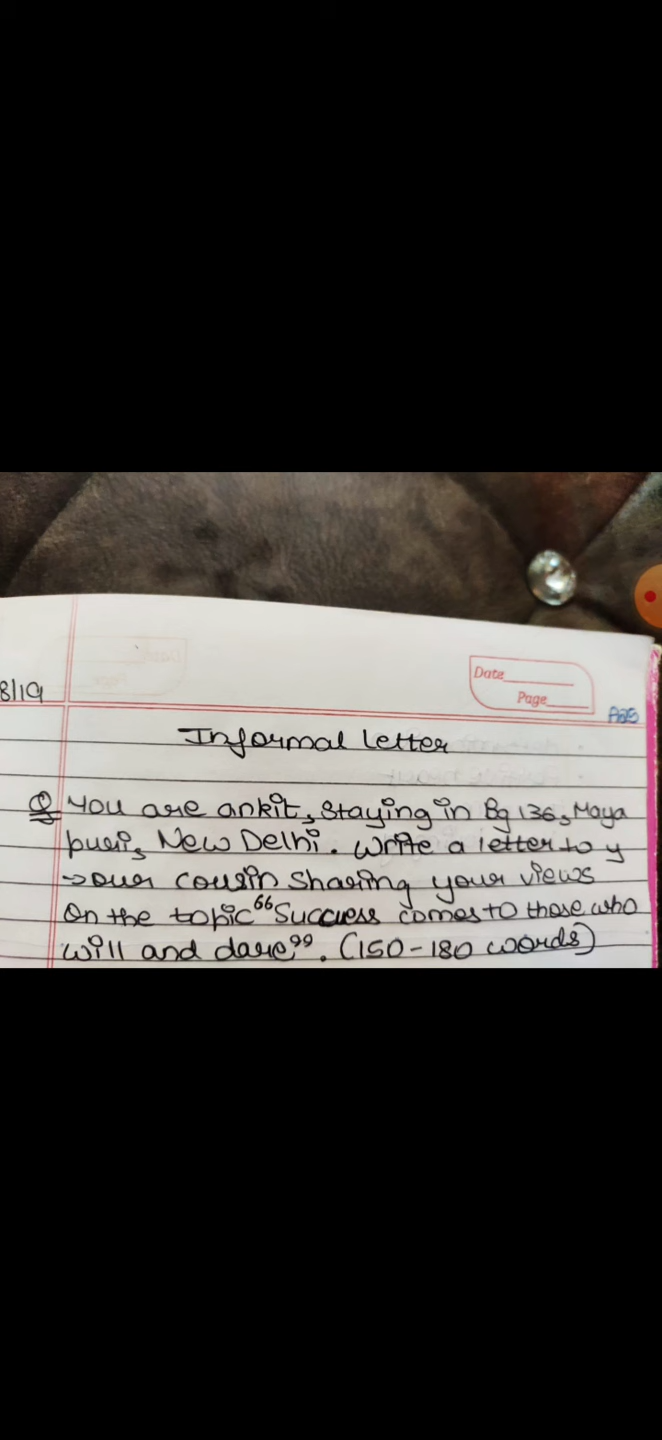 8/19
Date
Page
Informal letter
Q You are ankit, Staying in Bg 136, Maya
puri, New Delhi. Write a letter to y
→our cousin Sharing your views
On the topic “Success comes to those who
will and dare”. (150-180 words)